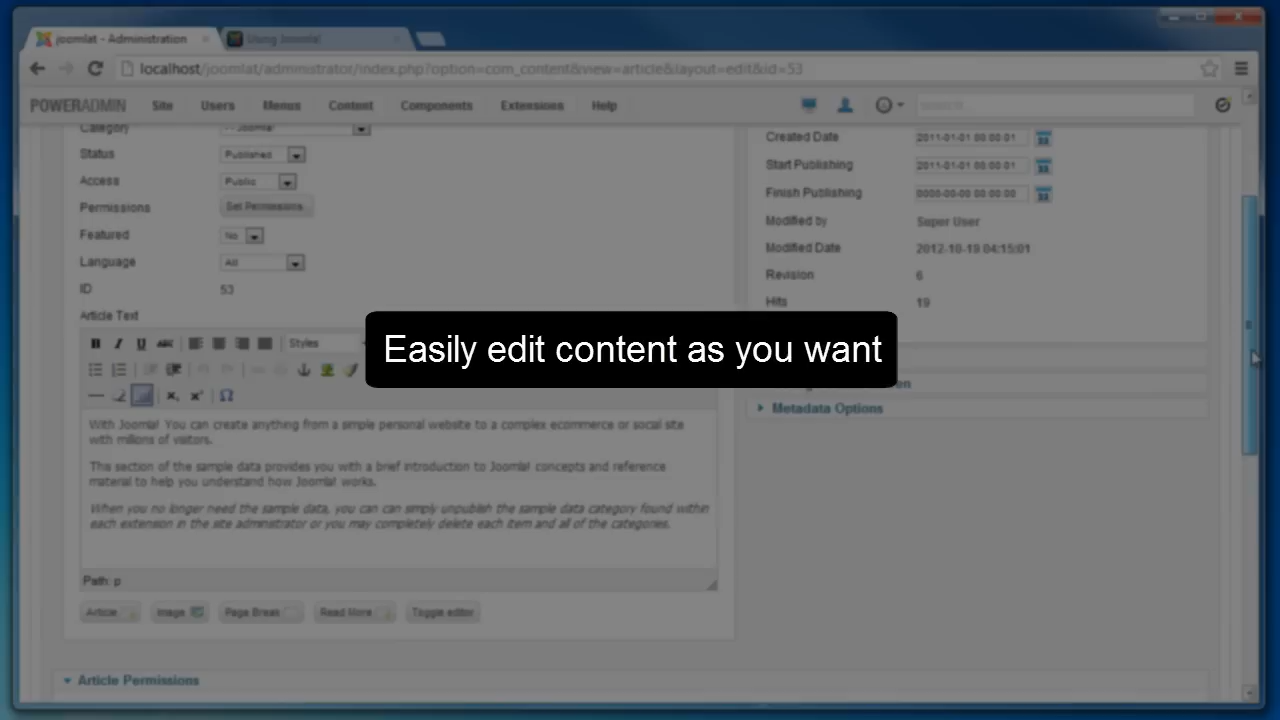 joomlat - Administration
Using Joomla!
localhost/joomlat/administrator/index.php?option=com_content&view=article&layout=edit&id=53
POWERADMIN Site Users Menus Content Components Extensions Help search...
Category - - Joomla!
Status Published
Access Public
Permissions Set Permissions
Featured No
Language All
ID 53
Article Text
B I U ABC Styles
Created Date 2011-01-01 00:00:01
Start Publishing 2011-01-01 00:00:01
Finish Publishing 0000-00-00 00:00:00
Modified by Super User
Modified Date 2012-10-19 04:15:01
Revision 6
Hits 19
Easily edit content as you want
Metadata Options
With Joomla! You can create anything from a simple personal website to a complex ecommerce or social site
with millions of visitors.
This section of the sample data provides you with a brief introduction to Joomla! concepts and reference
material to help you understand how Joomla! works.
When you no longer need the sample data, you can can simply unpublish the sample data category found within
each extension in the site administrator or you may completely delete each item and all of the categories.
Path: p
Article Image Page Break Read More Toggle editor
Article Permissions